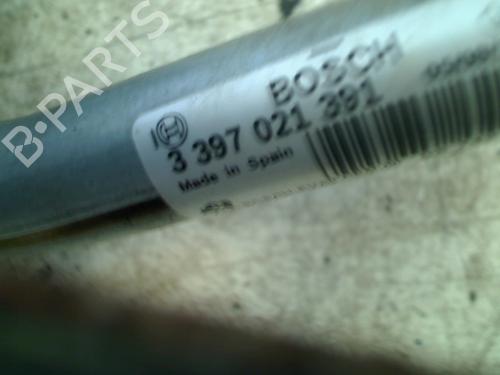 B-PARTS
BOSCH
3 397 021 391
Made in Spain